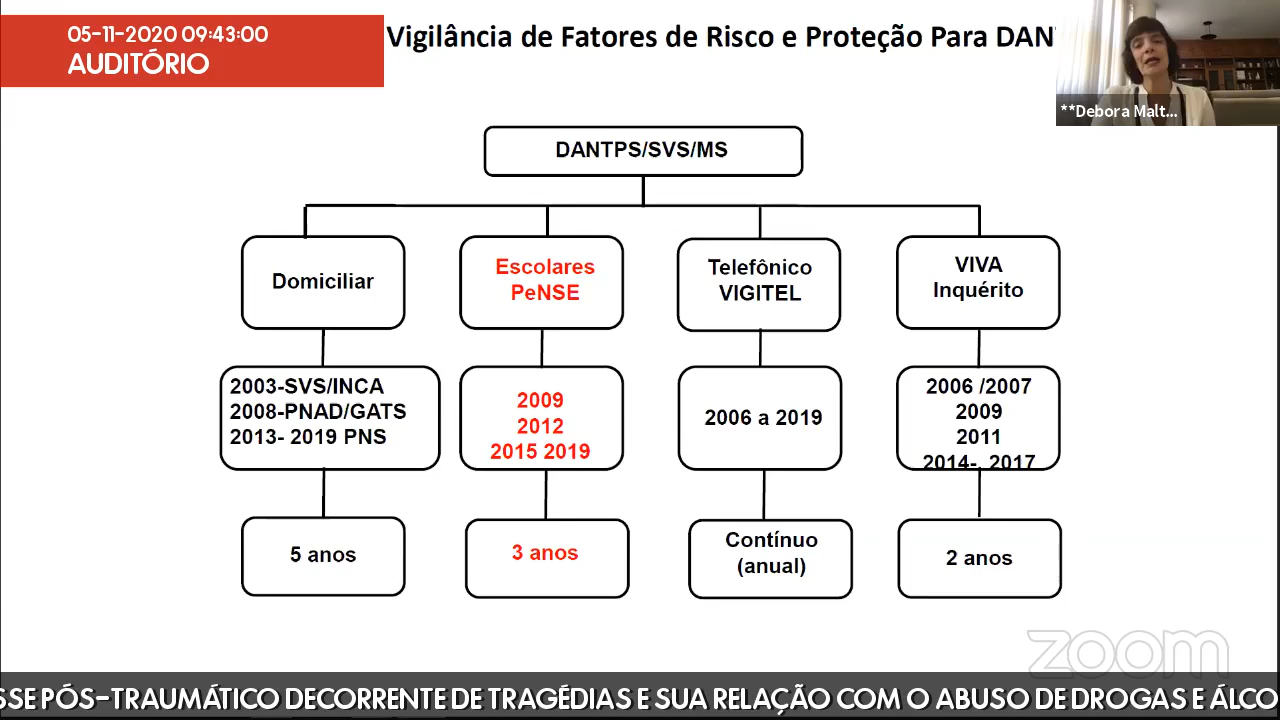 05-11-2020 09:43:00
AUDITÓRIO
Vigilância de Fatores de Risco e Proteção Para DANT
**Debora Malt...
DANTPS/SVS/MS
Domiciliar
Escolares
PeNSE
Telefônico
VIGITEL
VIVA
Inquérito
2003-SVS/INCA
2008-PNAD/GATS
2013- 2019 PNS
2009
2012
2015 2019
2006 a 2019
2006 /2007
2009
2011
2014-. 2017
5 anos
3 anos
Contínuo
(anual)
2 anos
zoom
SSE PÓS-TRAUMÁTICO DECORRENTE DE TRAGÉDIAS E SUA RELAÇÃO COM O ABUSO DE DROGAS E ÁLCO